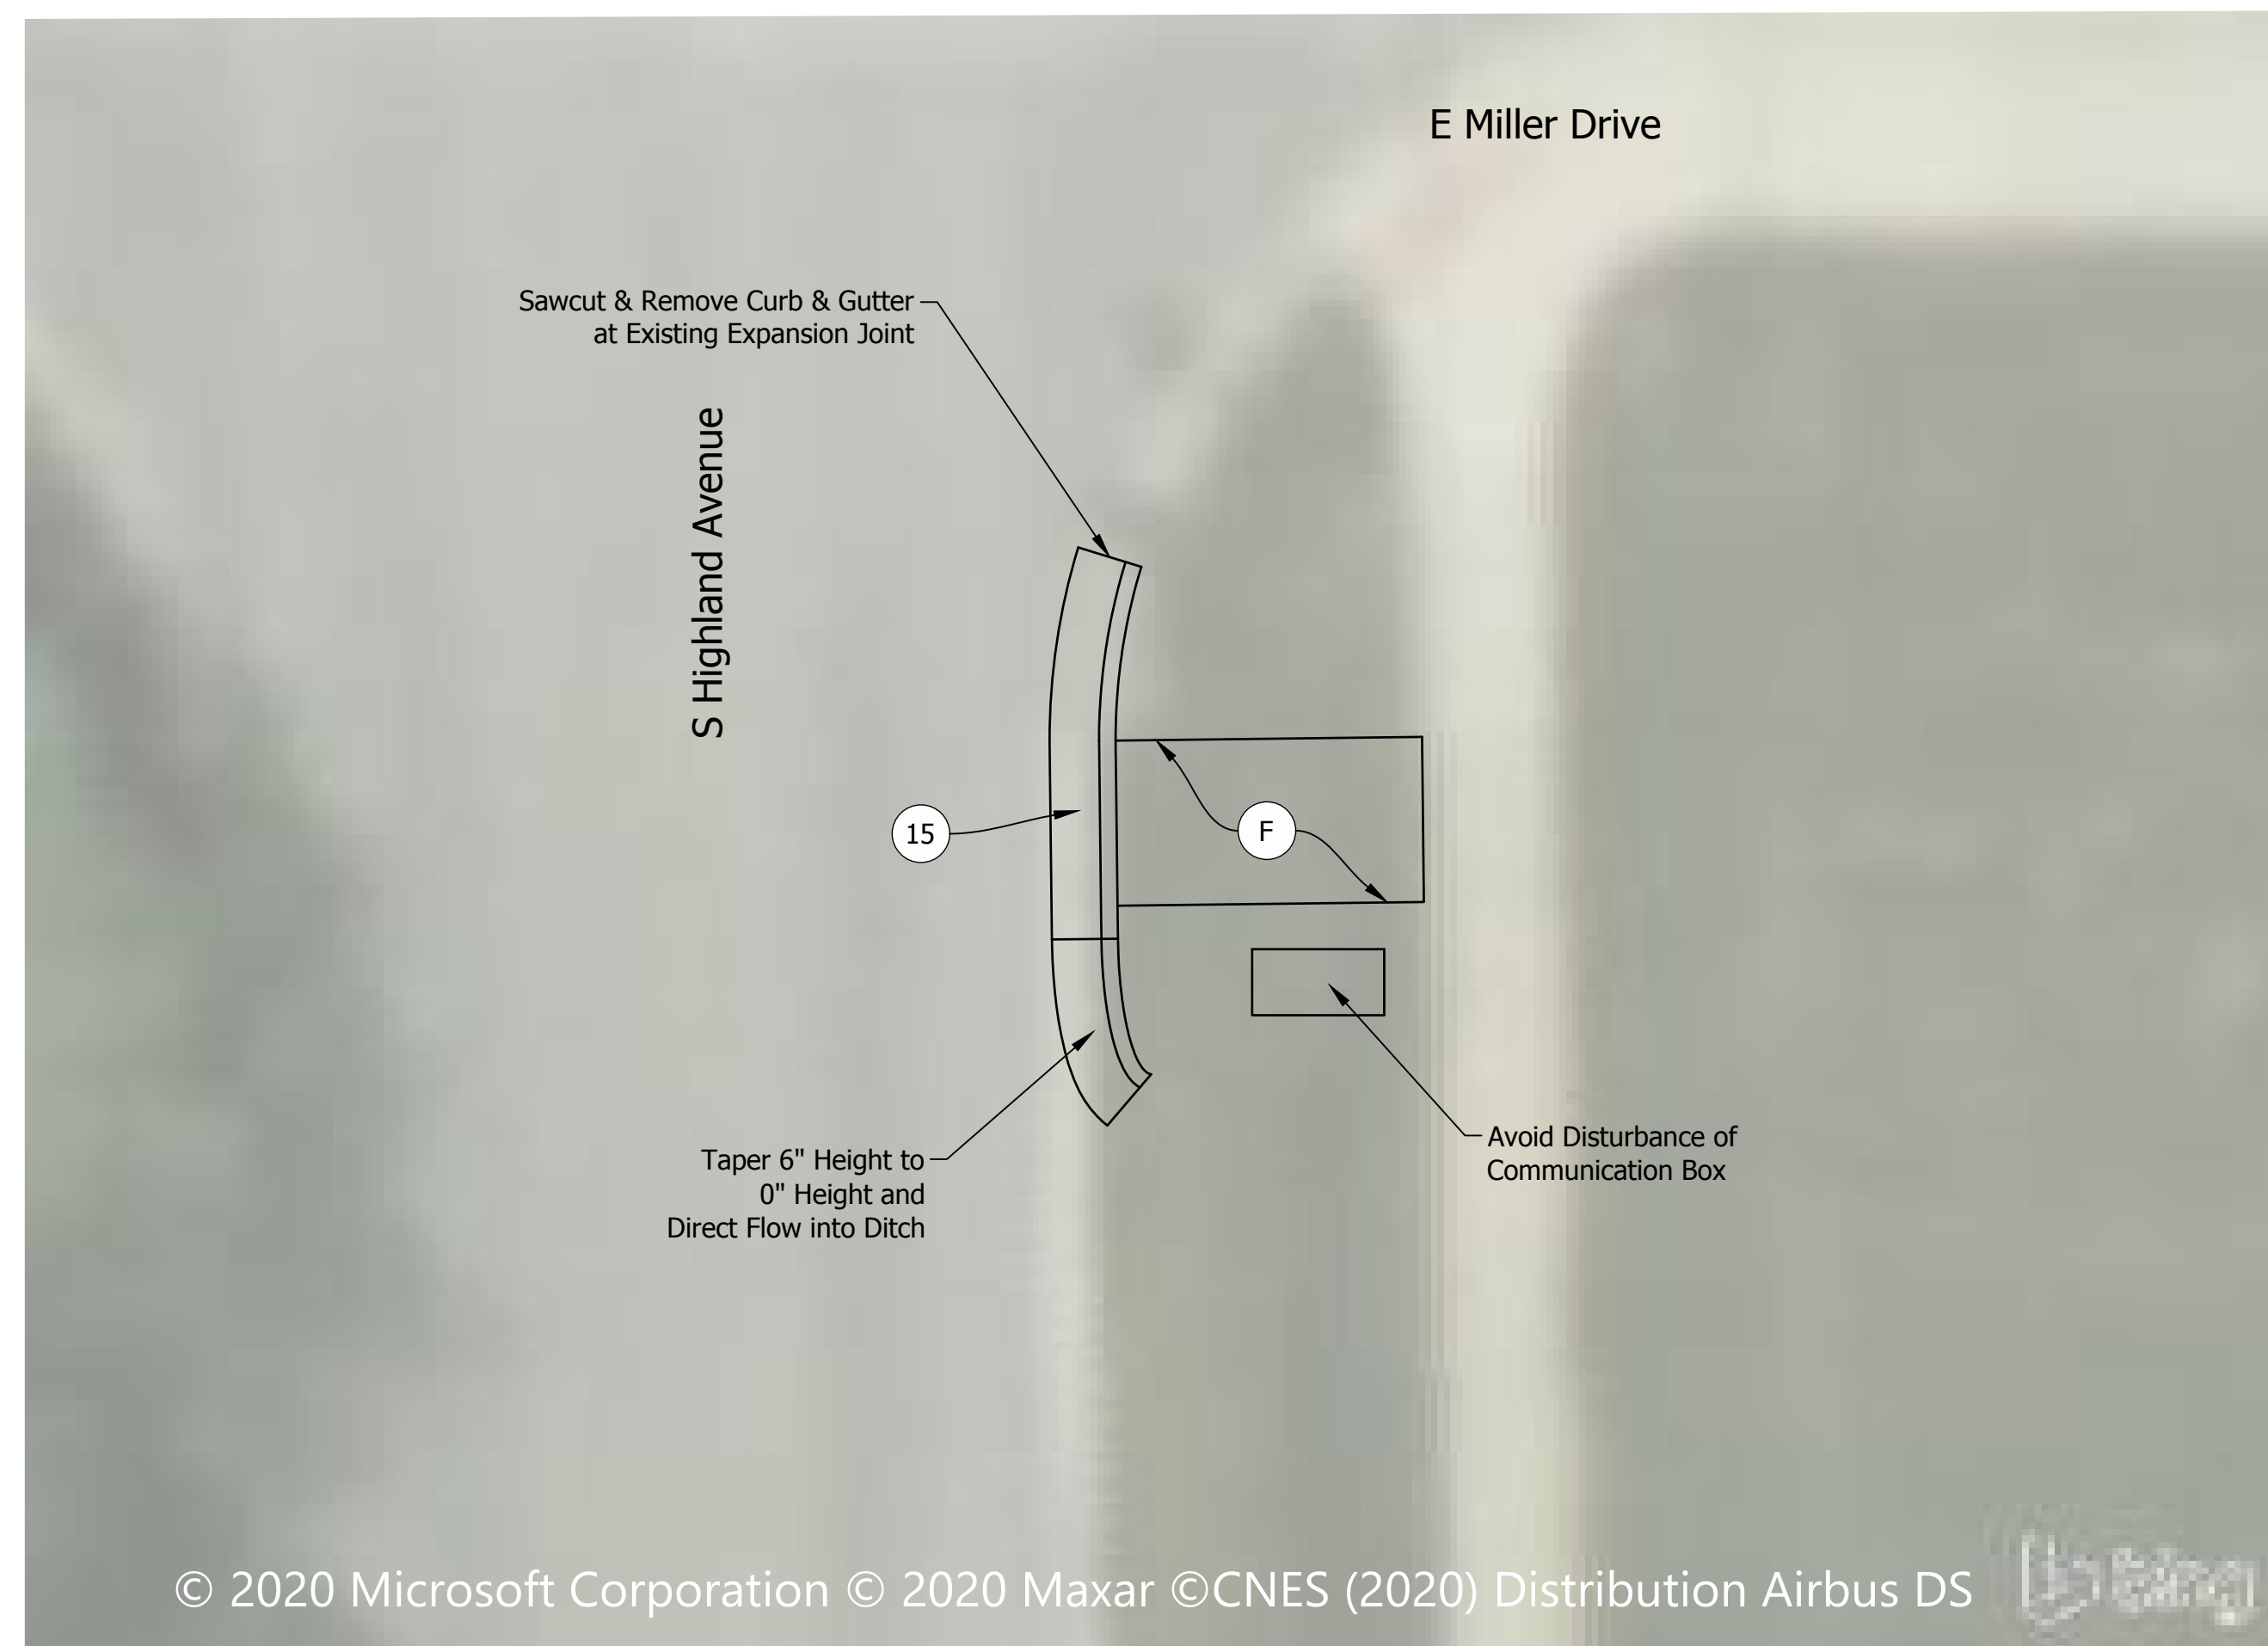 E Miller Drive
Sawcut & Remove Curb & Gutter
at Existing Expansion Joint
S Highland Avenue
15
F
Taper 6" Height to
0" Height and
Direct Flow into Ditch
Avoid Disturbance of
Communication Box
© 2020 Microsoft Corporation © 2020 Maxar ©CNES (2020) Distribution Airbus DS
bing